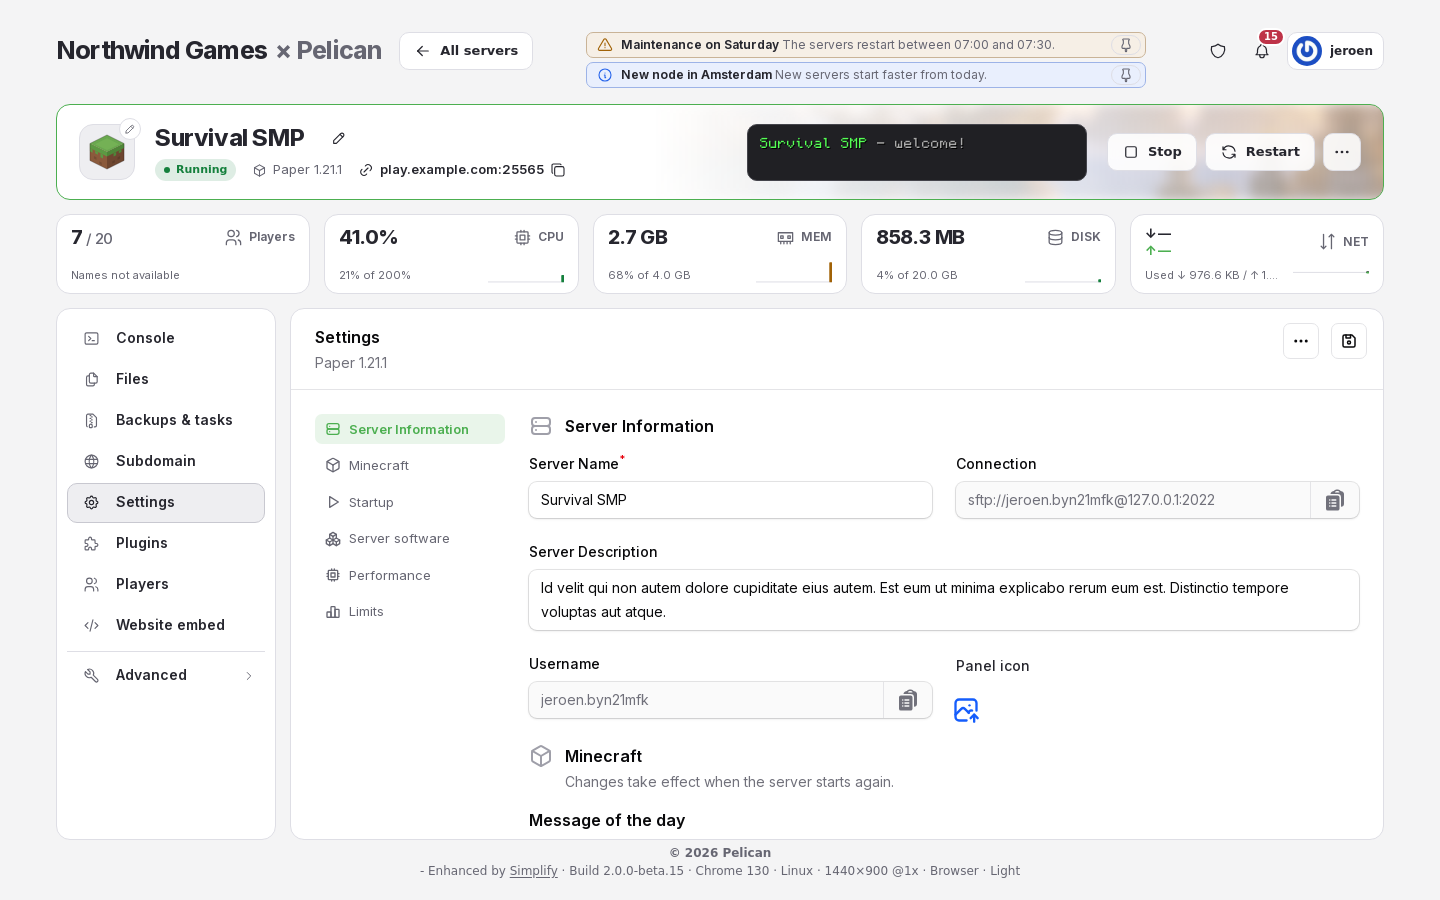 Northwind Games × Pelican
All servers
Maintenance on Saturday The servers restart between 07:00 and 07:30.
New node in Amsterdam New servers start faster from today.
15
jeroen
Survival SMP
Running
Paper 1.21.1
play.example.com:25565
Survival SMP - welcome!
Stop
Restart
7 / 20
Players
Names not available
41.0%
CPU
21% of 200%
2.7 GB
MEM
68% of 4.0 GB
858.3 MB
DISK
4% of 20.0 GB
↓—
↑—
NET
Used ↓ 976.6 KB / ↑ 1....
Console
Files
Backups & tasks
Subdomain
Settings
Plugins
Players
Website embed
Advanced
Settings
Paper 1.21.1
Server Information
Minecraft
Startup
Server software
Performance
Limits
Server Information
Server Name*
Survival SMP
Connection
sftp://jeroen.byn21mfk@127.0.0.1:2022
Server Description
Id velit qui non autem dolore cupiditate eius autem. Est eum ut minima explicabo rerum eum est. Distinctio tempore
voluptas aut atque.
Username
jeroen.byn21mfk
Panel icon
Minecraft
Changes take effect when the server starts again.
Message of the day
© 2026 Pelican
- Enhanced by Simplify · Build 2.0.0-beta.15 · Chrome 130 · Linux · 1440×900 @1x · Browser · Light